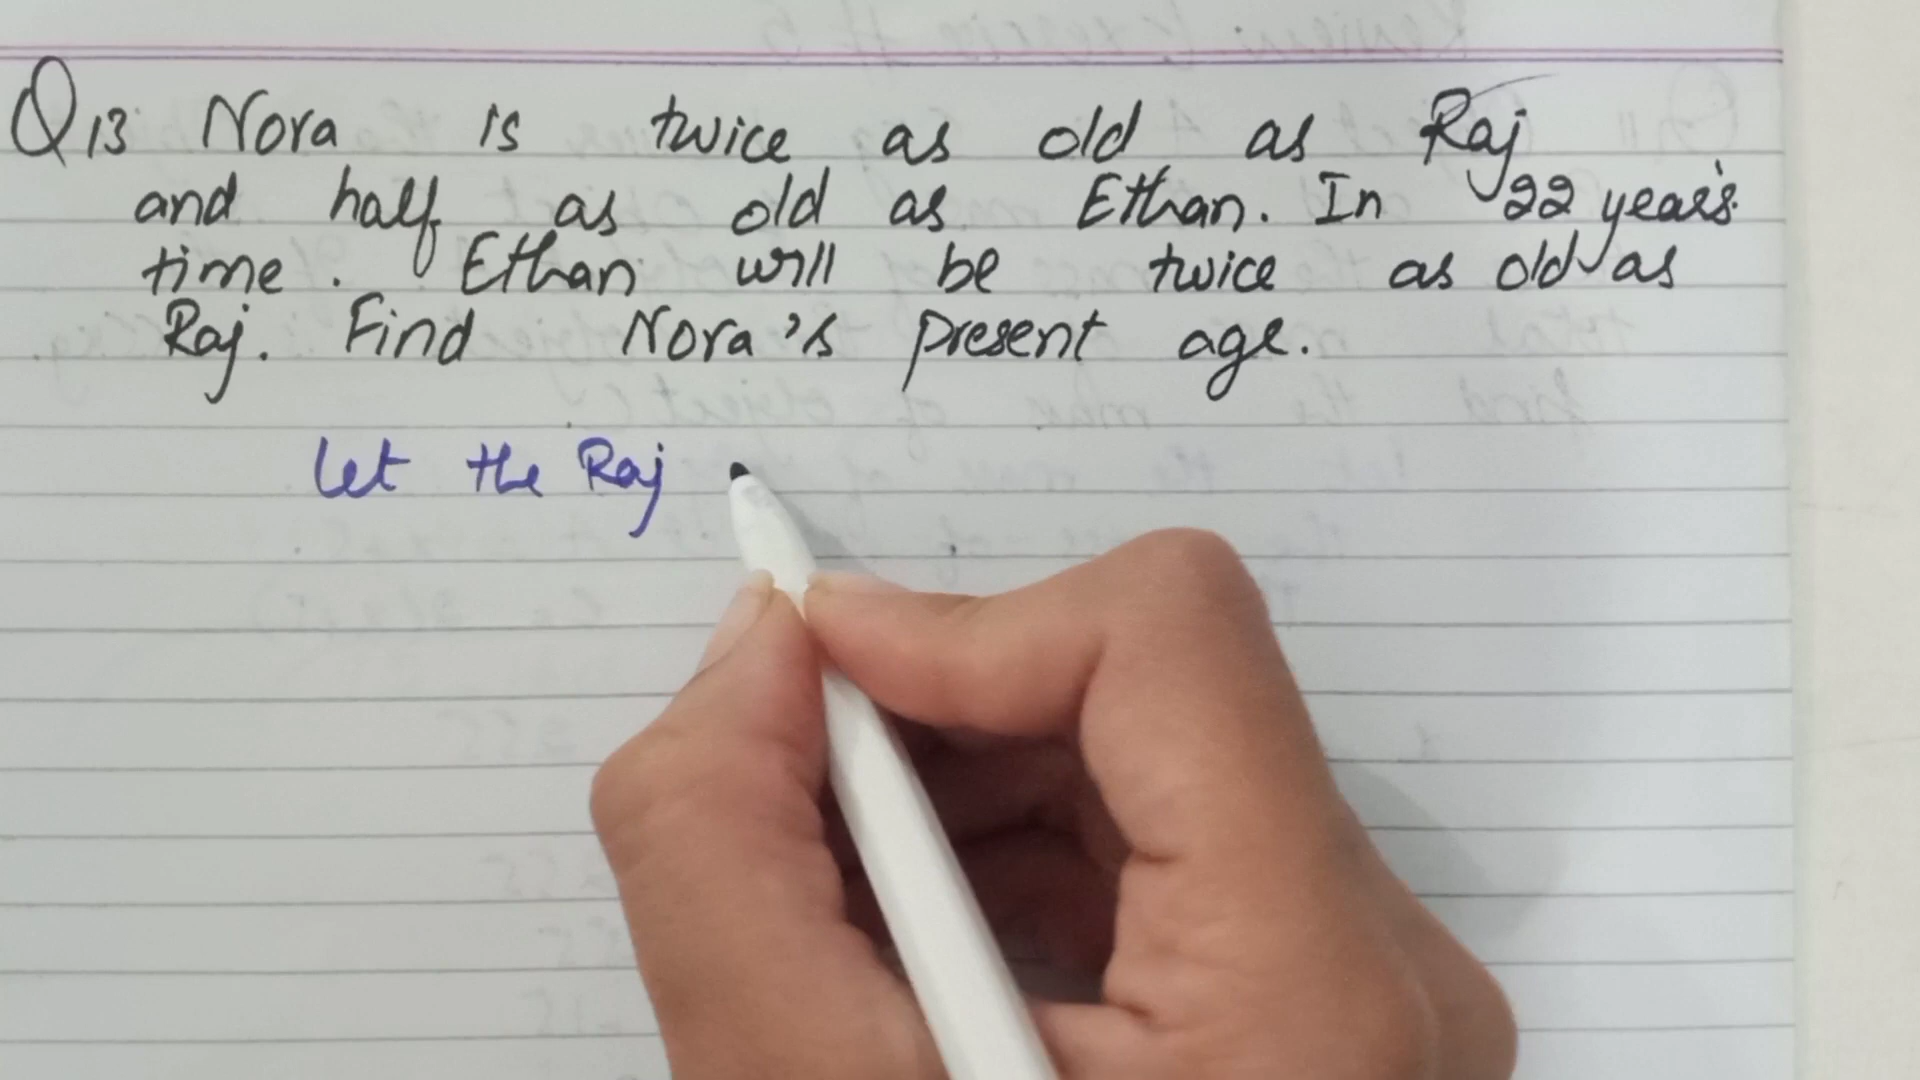 Q13 Nora is twice as old as Raj
and half as old as Ethan. In 22 years
time. Ethan will be twice as old as
Raj. Find Nora's present age.
let the Raj